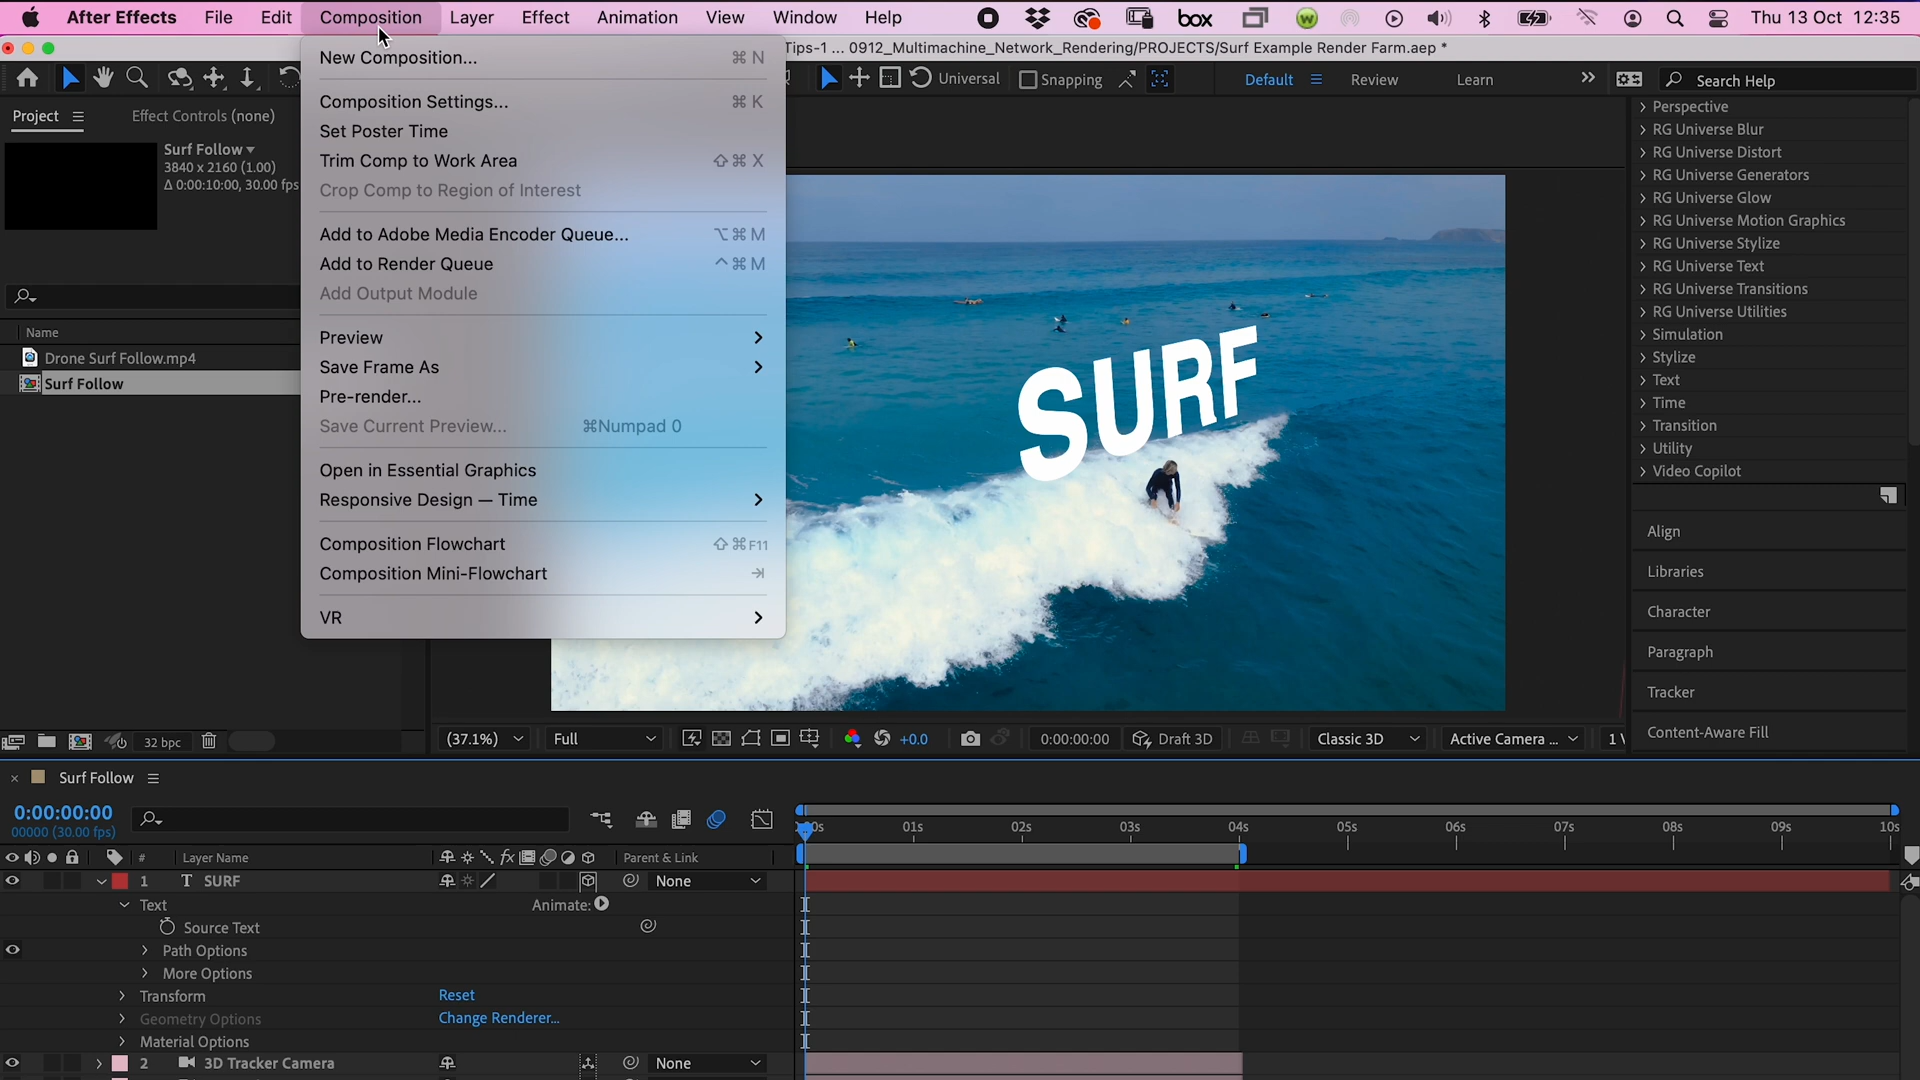 After Effects File Edit Composition Layer Effect Animation View Window Help box Thu 13 Oct 12:35
Tips-1 ... 0912_Multimachine_Network_Rendering/PROJECTS/Surf Example Render Farm.aep *
Universal Snapping Default Review Learn Search Help
Project Effect Controls (none)
Surf Follow
3840 x 2160 (1.00)
Δ 0:00:10:00, 30.00 fps
Name
Drone Surf Follow.mp4
Surf Follow
32 bpc
New Composition... ⌘ N
Composition Settings... ⌘ K
Set Poster Time
Trim Comp to Work Area ⇧ ⌘ X
Crop Comp to Region of Interest
Add to Adobe Media Encoder Queue... ⌥ ⌘ M
Add to Render Queue ^ ⌘ M
Add Output Module
Preview
Save Frame As
Pre-render...
Save Current Preview... ⌘Numpad 0
Open in Essential Graphics
Responsive Design — Time
Composition Flowchart ⇧ ⌘F11
Composition Mini-Flowchart
VR
SURF
Perspective
RG Universe Blur
RG Universe Distort
RG Universe Generators
RG Universe Glow
RG Universe Motion Graphics
RG Universe Stylize
RG Universe Text
RG Universe Transitions
RG Universe Utilities
Simulation
Stylize
Text
Time
Transition
Utility
Video Copilot
Align
Libraries
Character
Paragraph
Tracker
Content-Aware Fill
(37.1%) Full +0.0 0:00:00:00 Draft 3D Classic 3D Active Camera ...
Surf Follow
0:00:00:00
00000 (30.00 fps)
01s 02s 03s 04s 05s 06s 07s 08s 09s 10s
# Layer Name fx Parent & Link
1 T SURF None
Text Animate:
Source Text
Path Options
More Options
Transform Reset
Geometry Options Change Renderer...
Material Options
2 3D Tracker Camera None